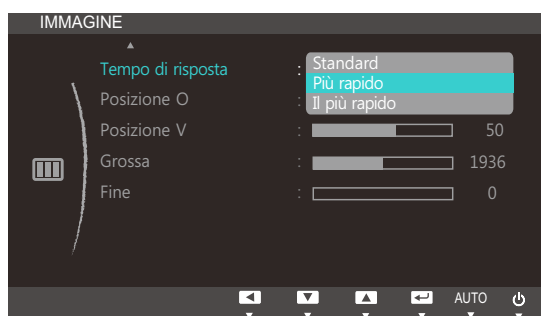 IMMAGINE
Tempo di risposta : Standard
Più rapido
Il più rapido
Posizione O :
Posizione V : 50
Grossa : 1936
Fine : 0
AUTO